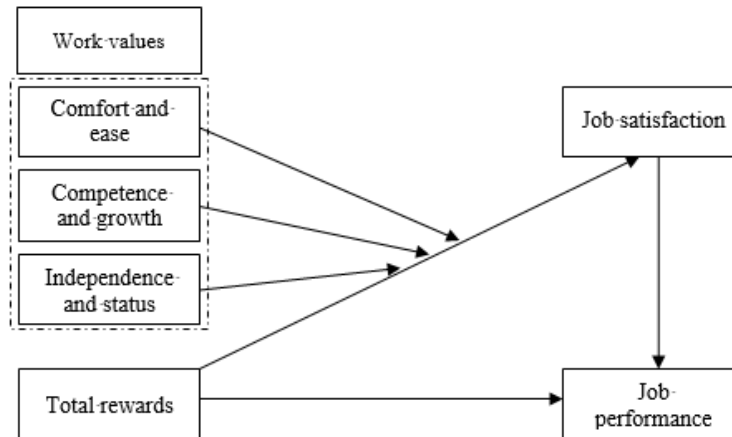 Work values
Comfort and
ease
Competence
and growth
Independence
and status
Total rewards
Job satisfaction
Job
performance